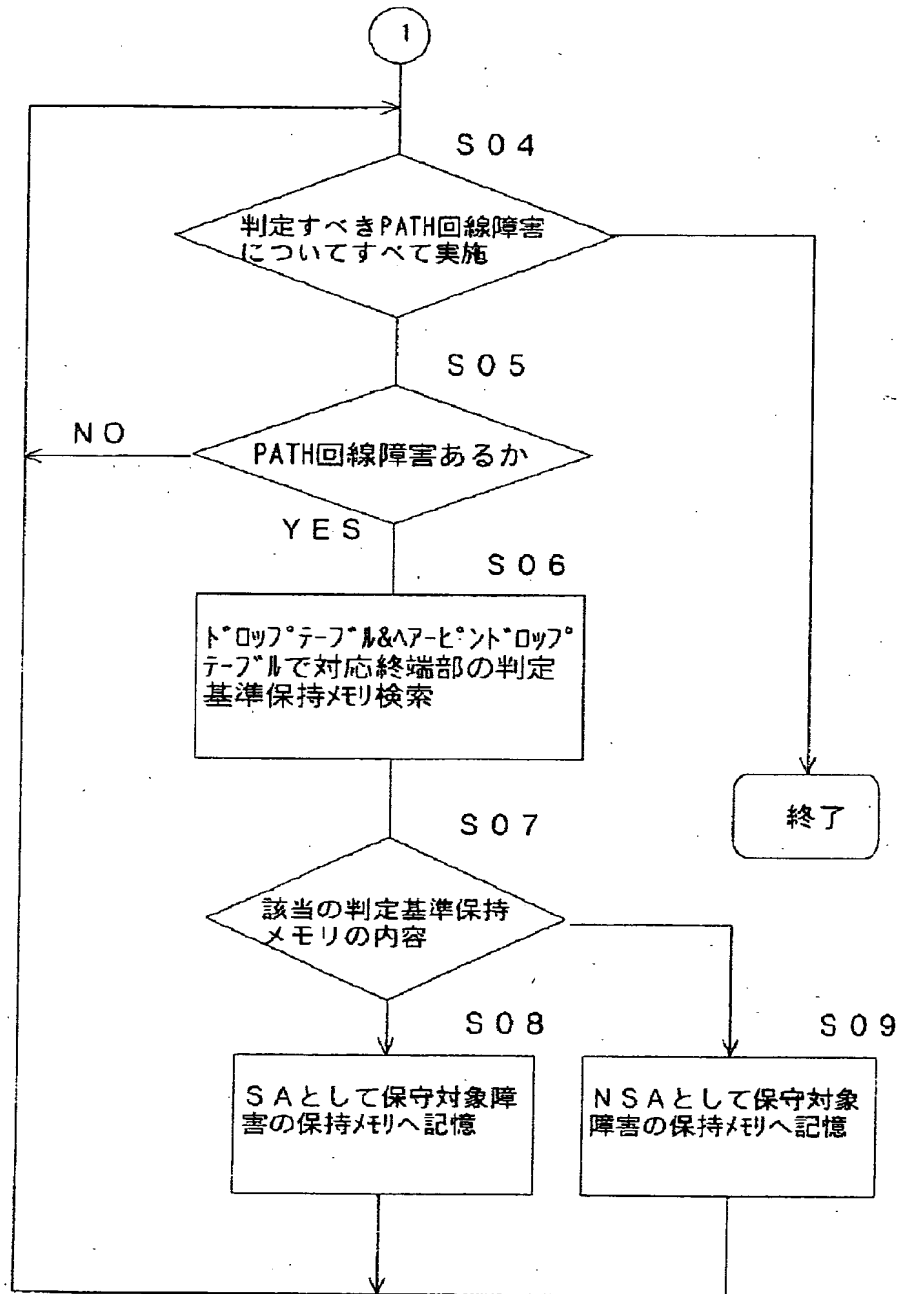 1
S04
判定すべきPATH回線障害
についてすべて実施
S05
NO
PATH回線障害あるか
YES
S06
ﾄﾞﾛｯﾌﾟﾃｰﾌﾞﾙ&ﾍｱｰﾋﾟﾝﾄﾞﾛｯﾌﾟ
ﾃｰﾌﾞﾙで対応終端部の判定
基準保持ﾒﾓﾘ検索
S07
終了
該当の判定基準保持
メモリの内容
S08
S09
SAとして保守対象障
害の保持ﾒﾓﾘへ記憶
NSAとして保守対象
障害の保持ﾒﾓﾘへ記憶